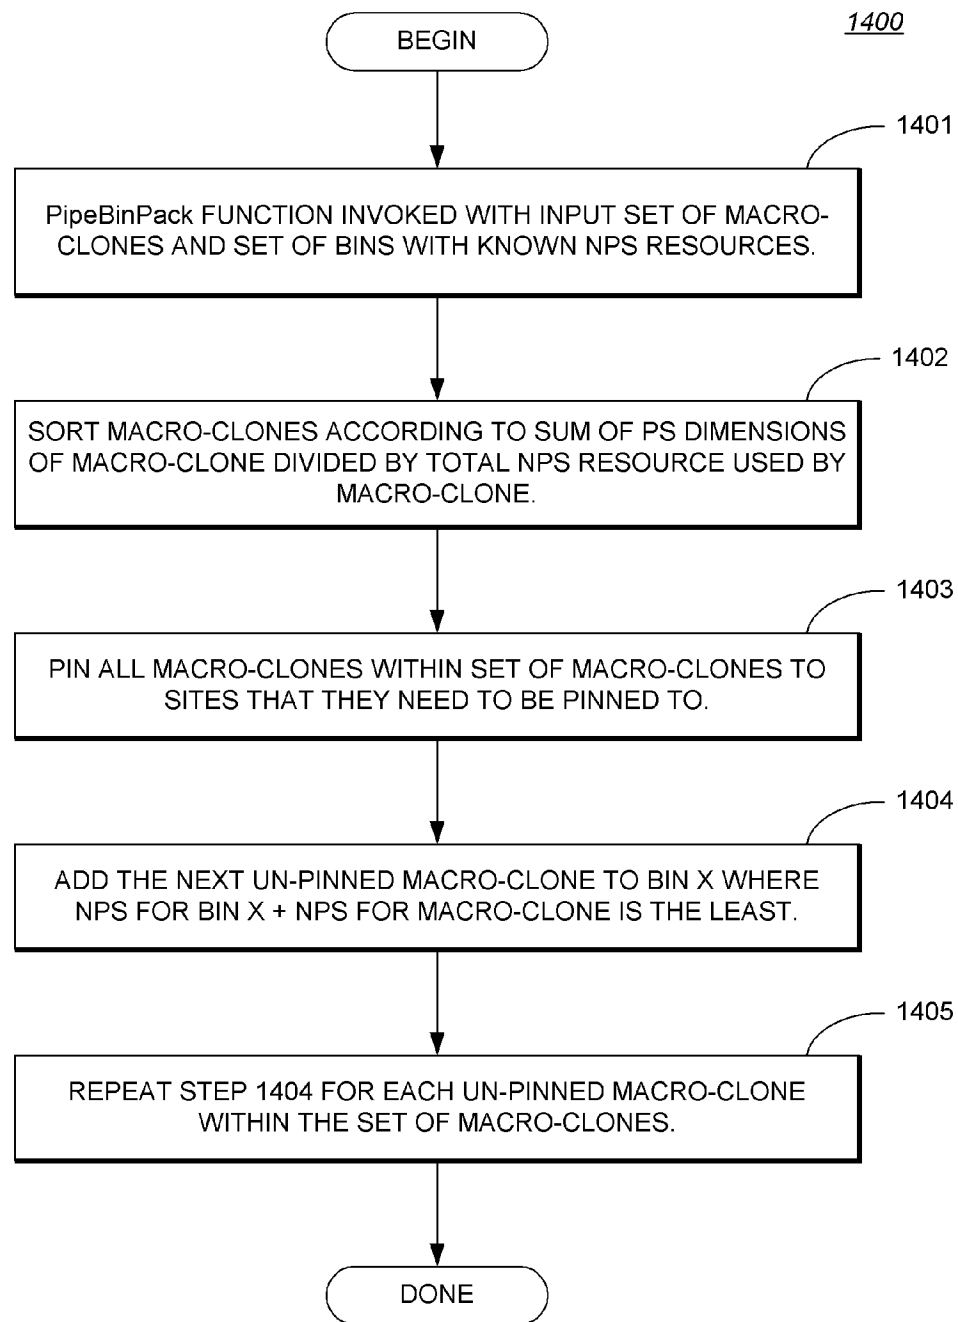 1400
BEGIN
1401
PipeBinPack FUNCTION INVOKED WITH INPUT SET OF MACRO-
CLONES AND SET OF BINS WITH KNOWN NPS RESOURCES.
1402
SORT MACRO-CLONES ACCORDING TO SUM OF PS DIMENSIONS
OF MACRO-CLONE DIVIDED BY TOTAL NPS RESOURCE USED BY
MACRO-CLONE.
1403
PIN ALL MACRO-CLONES WITHIN SET OF MACRO-CLONES TO
SITES THAT THEY NEED TO BE PINNED TO.
1404
ADD THE NEXT UN-PINNED MACRO-CLONE TO BIN X WHERE
NPS FOR BIN X + NPS FOR MACRO-CLONE IS THE LEAST.
1405
REPEAT STEP 1404 FOR EACH UN-PINNED MACRO-CLONE
WITHIN THE SET OF MACRO-CLONES.
DONE